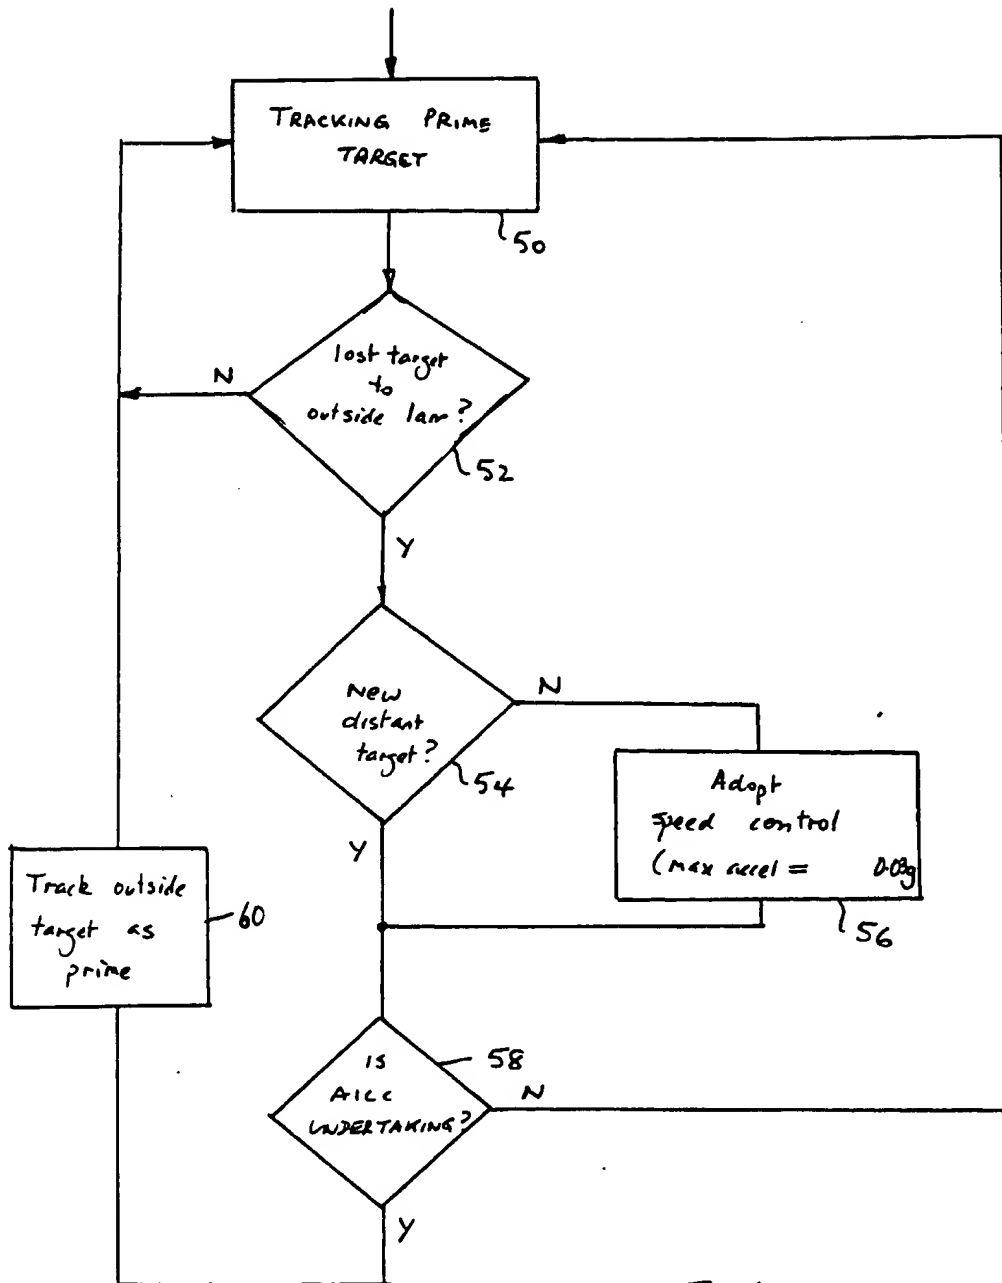 TRACKING PRIME
TARGET
50
lost target
to
outside lane?
N
52
Y
New
distant
target?
N
54
Y
Adopt
speed control
(max accel = 0.03g
56
Track outside
target as
prime
60
is
AICC
UNDERTAKING?
58
N
Y